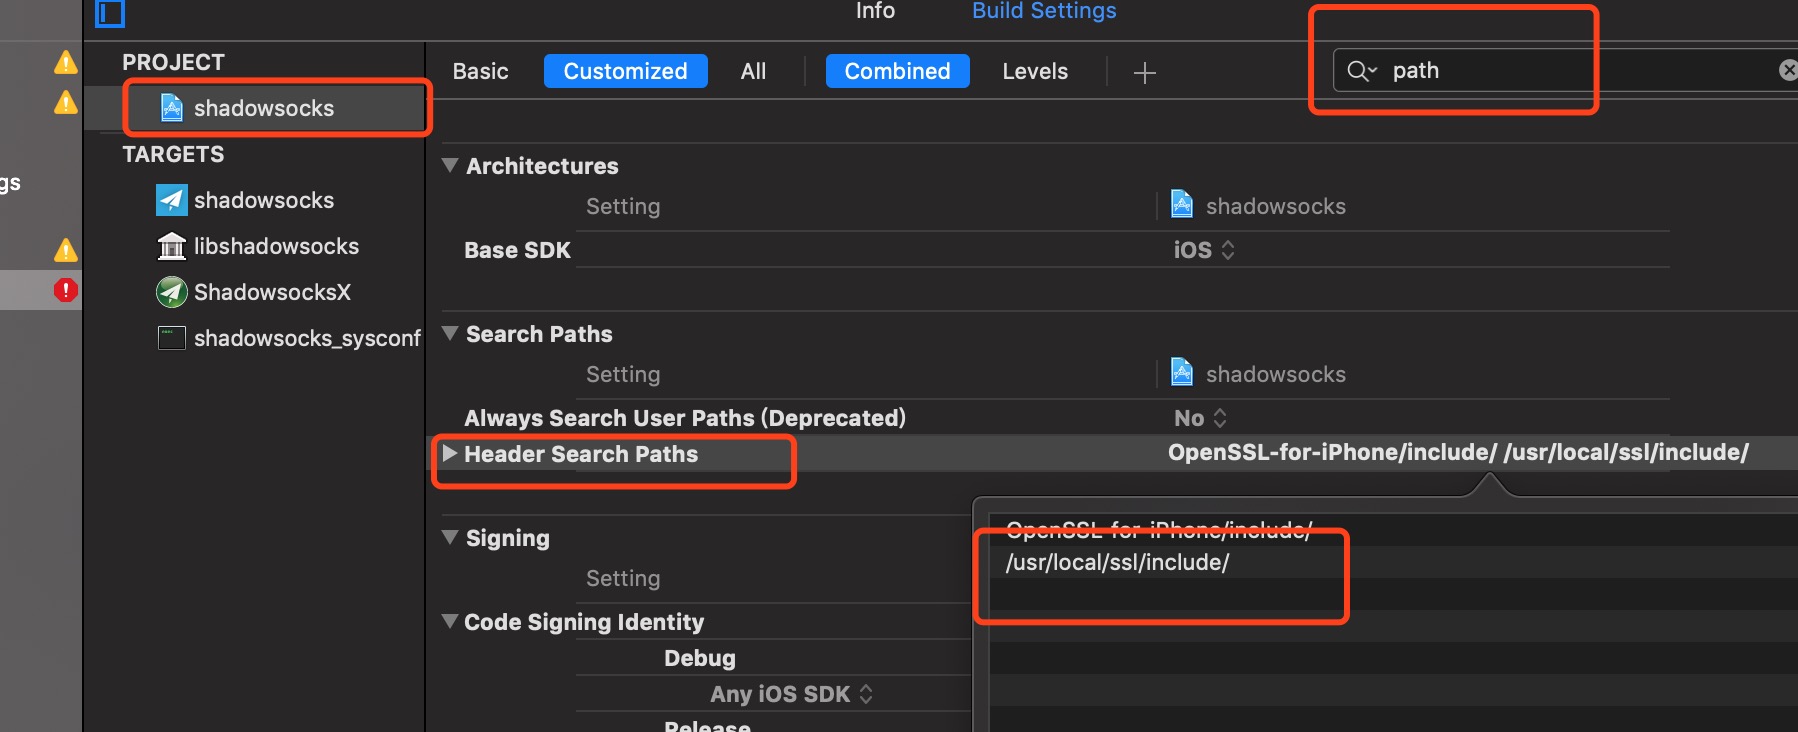 Info Build Settings
PROJECT
shadowsocks
TARGETS
shadowsocks
libshadowsocks
ShadowsocksX
shadowsocks_sysconf
gs
Basic Customized All Combined Levels +
path
Architectures
Setting shadowsocks
Base SDK iOS
Search Paths
Setting shadowsocks
Always Search User Paths (Deprecated) No
Header Search Paths OpenSSL-for-iPhone/include/ /usr/local/ssl/include/
OpenSSL-for-iPhone/include/
/usr/local/ssl/include/
Signing
Setting
Code Signing Identity
Debug
Any iOS SDK
Release